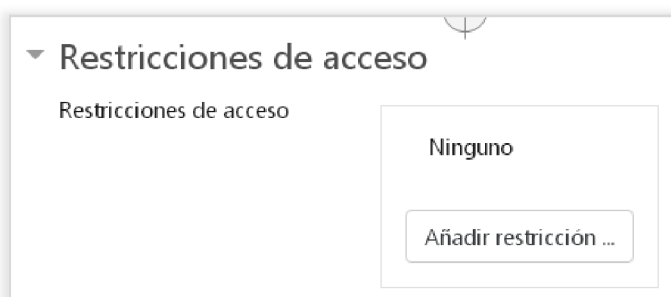 Restricciones de acceso
Restricciones de acceso
Ninguno
Añadir restricción ...